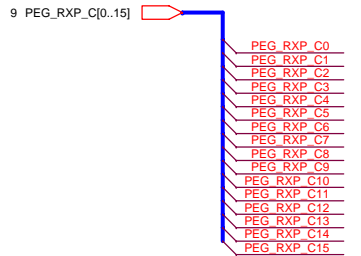 9 PEG_RXP_C[0..15]
PEG_RXP_C0
PEG_RXP_C1
PEG_RXP_C2
PEG_RXP_C3
PEG_RXP_C4
PEG_RXP_C5
PEG_RXP_C6
PEG_RXP_C7
PEG_RXP_C8
PEG_RXP_C9
PEG_RXP_C10
PEG_RXP_C11
PEG_RXP_C12
PEG_RXP_C13
PEG_RXP_C14
PEG_RXP_C15